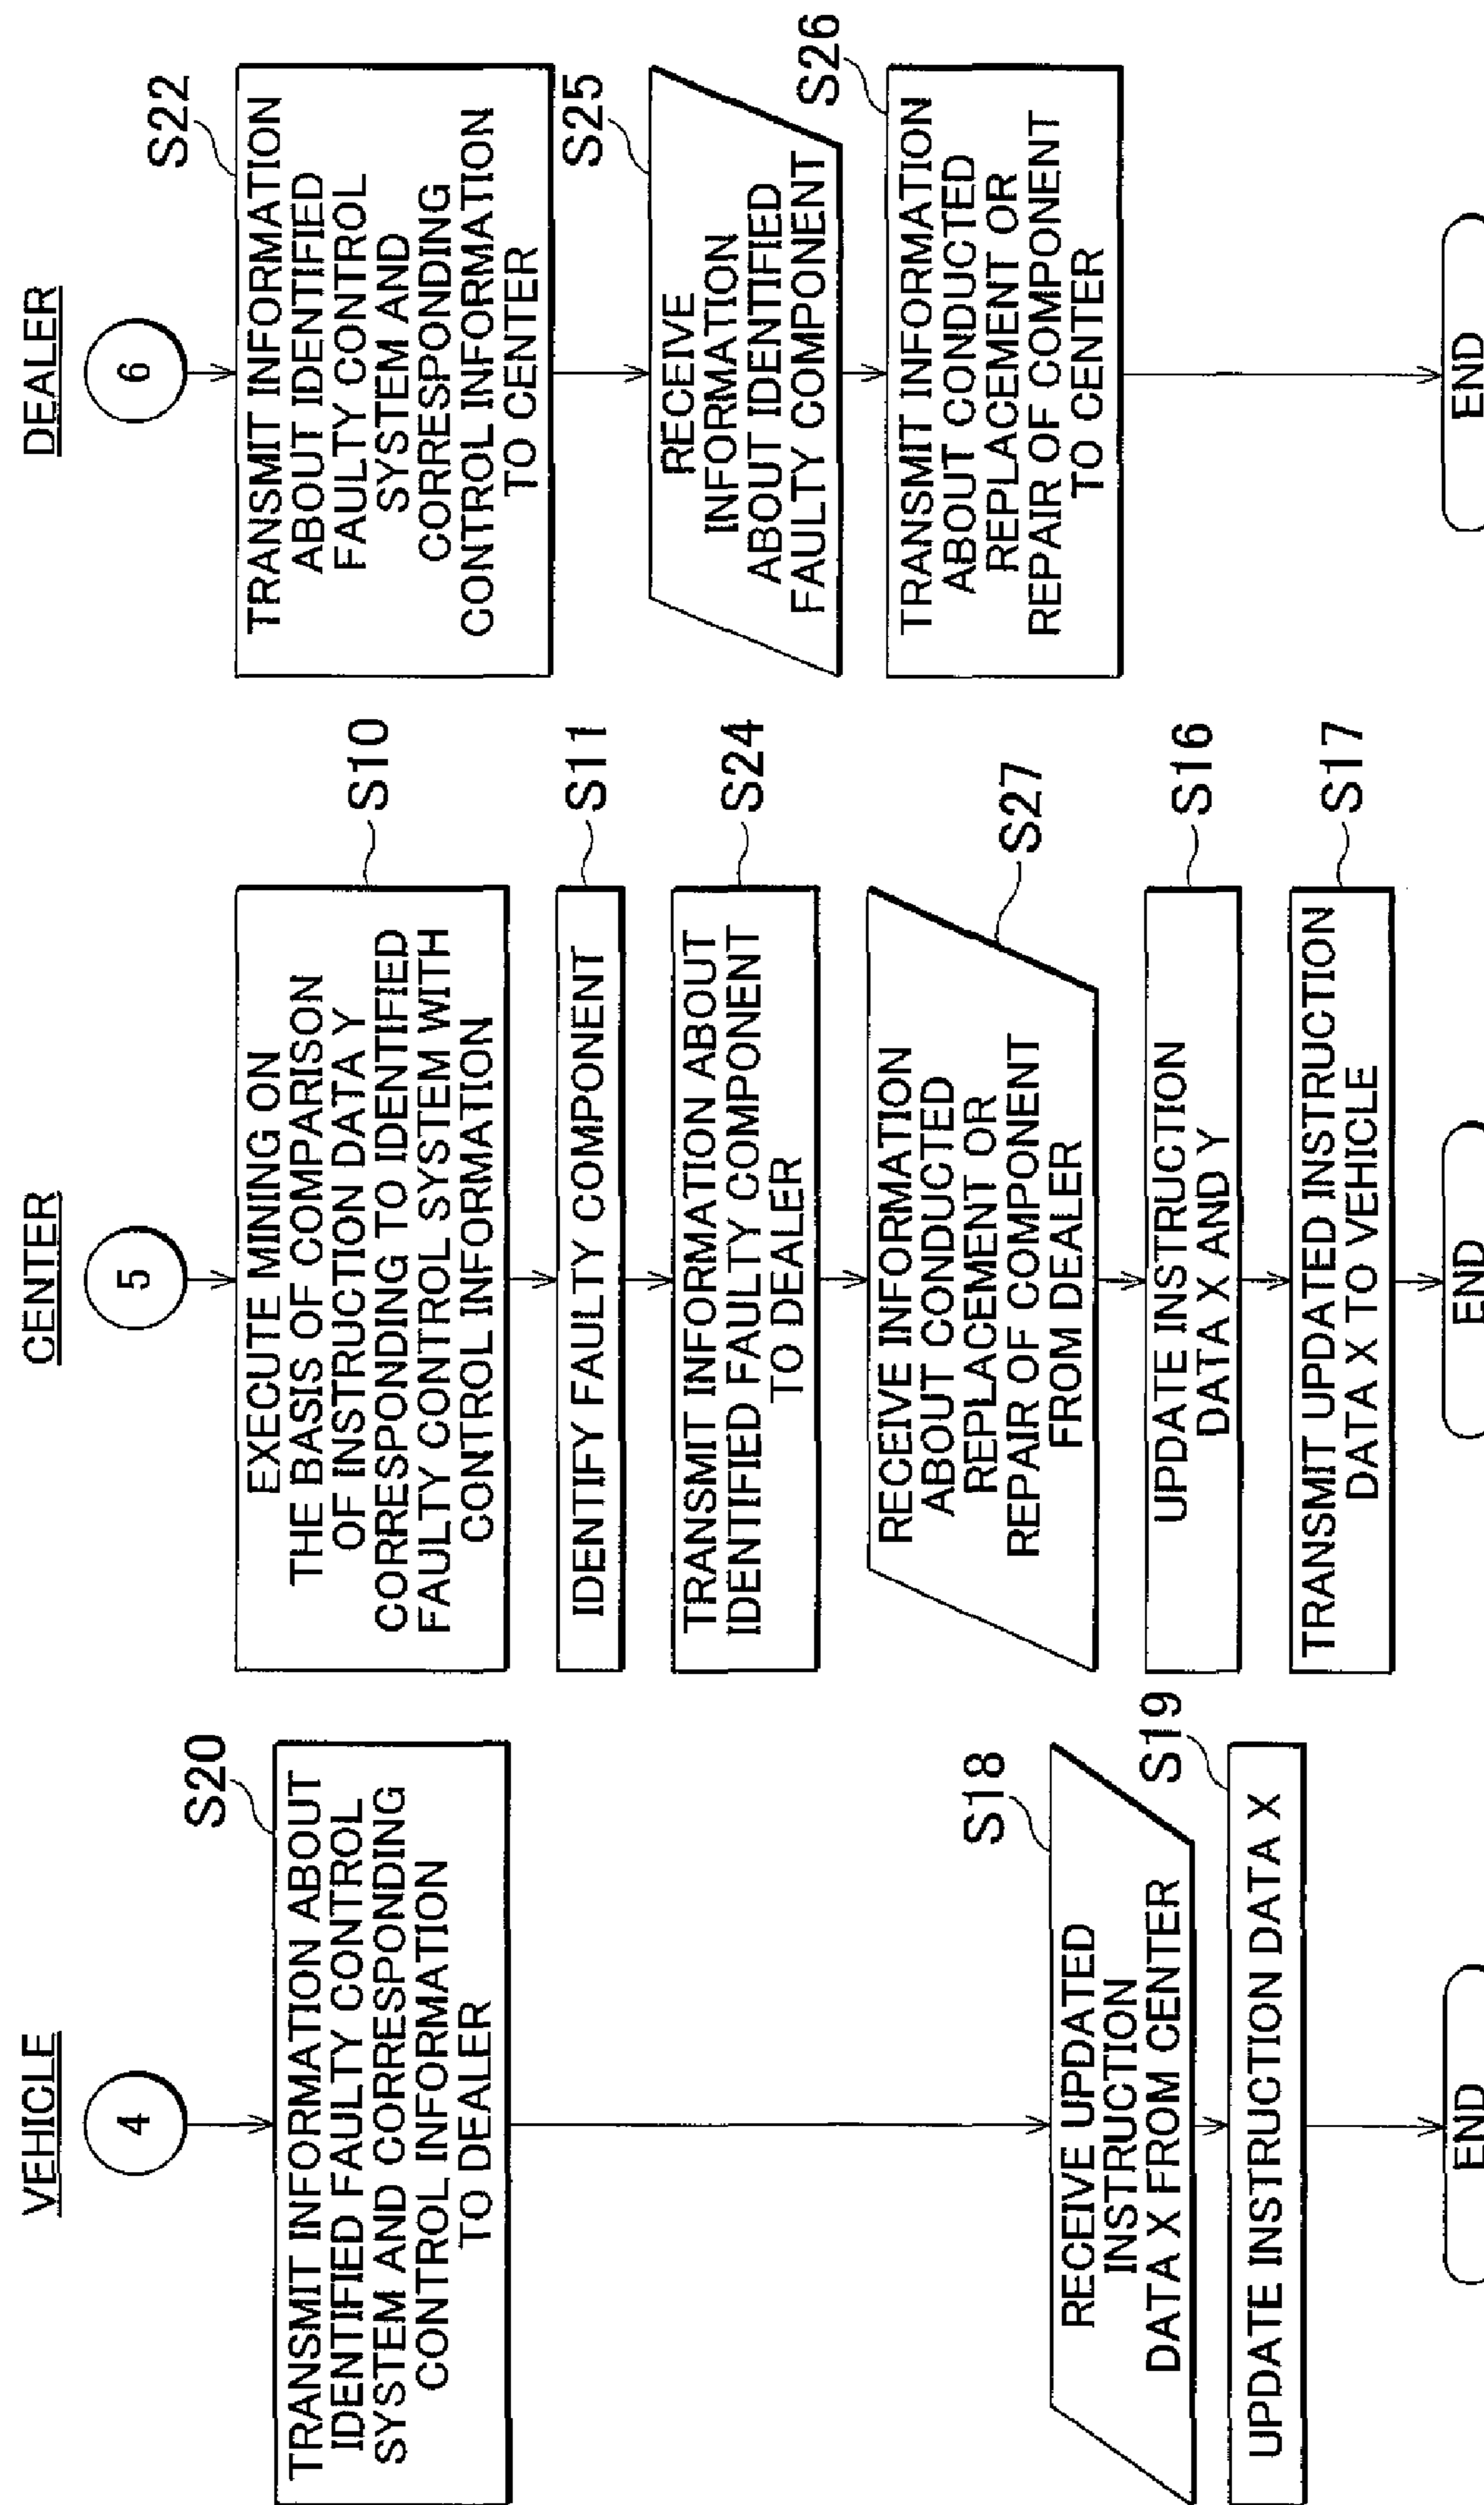 VEHICLE
4
S20
TRANSMIT INFORMATION ABOUT
IDENTIFIED FAULTY CONTROL
SYSTEM AND CORRESPONDING
CONTROL INFORMATION
TO DEALER
S18
RECEIVE UPDATED
INSTRUCTION
DATA X FROM CENTER
S19
UPDATE INSTRUCTION DATA X
END
CENTER
5
EXECUTE MINING ON
THE BASIS OF COMPARISON
OF INSTRUCTION DATA Y
CORRESPONDING TO IDENTIFIED
FAULTY CONTROL SYSTEM WITH
CONTROL INFORMATION
S10
IDENTIFY FAULTY COMPONENT
S11
TRANSMIT INFORMATION ABOUT
IDENTIFIED FAULTY COMPONENT
TO DEALER
S24
RECEIVE INFORMATION
ABOUT CONDUCTED
REPLACEMENT OR
REPAIR OF COMPONENT
FROM DEALER
S27
UPDATE INSTRUCTION
DATA X AND Y
S16
TRANSMIT UPDATED INSTRUCTION
DATA X TO VEHICLE
S17
END
DEALER
6
S22
TRANSMIT INFORMATION
ABOUT IDENTIFIED
FAULTY CONTROL
SYSTEM AND
CORRESPONDING
CONTROL INFORMATION
TO CENTER
S25
RECEIVE
INFORMATION
ABOUT IDENTIFIED
FAULTY COMPONENT
S26
TRANSMIT INFORMATION
ABOUT CONDUCTED
REPLACEMENT OR
REPAIR OF COMPONENT
TO CENTER
END